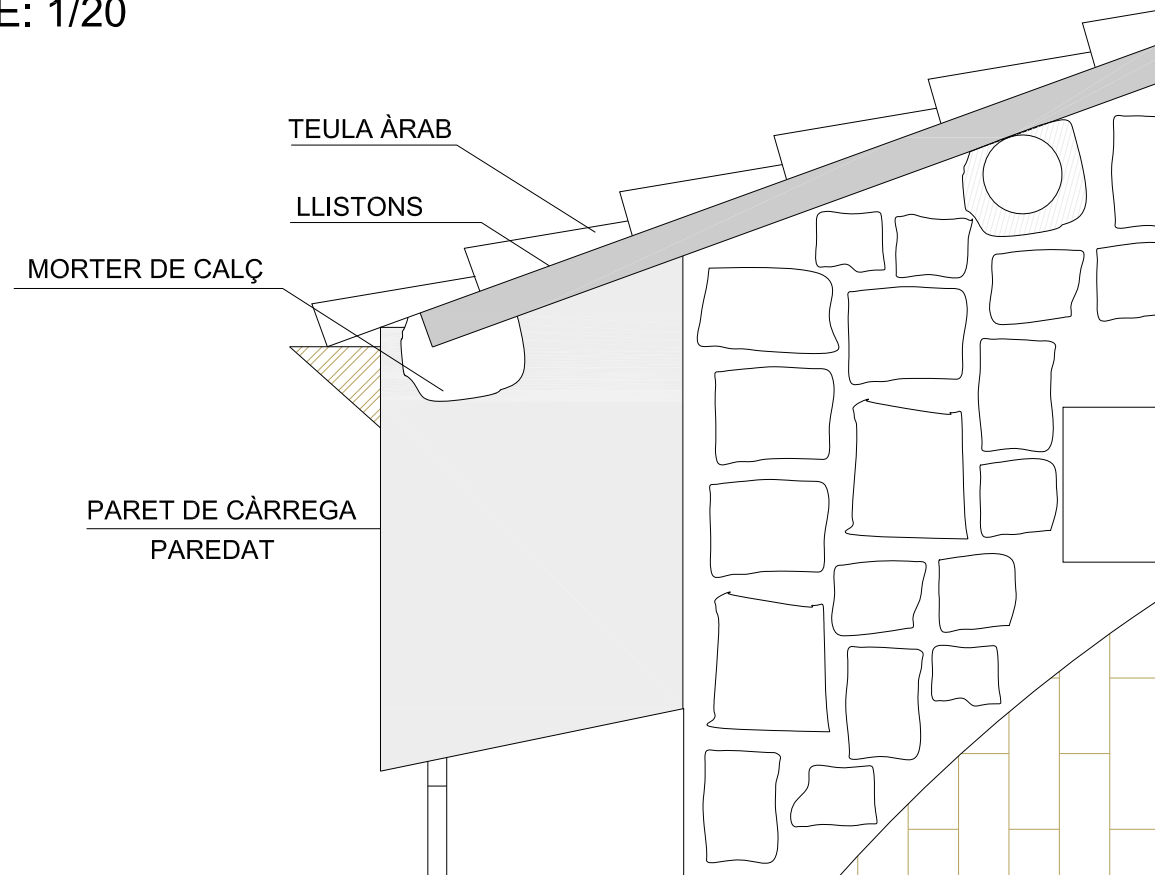 E: 1/20
TEULA ÀRAB
LLISTONS
MORTER DE CALÇ
PARET DE CÀRREGA
PAREDAT